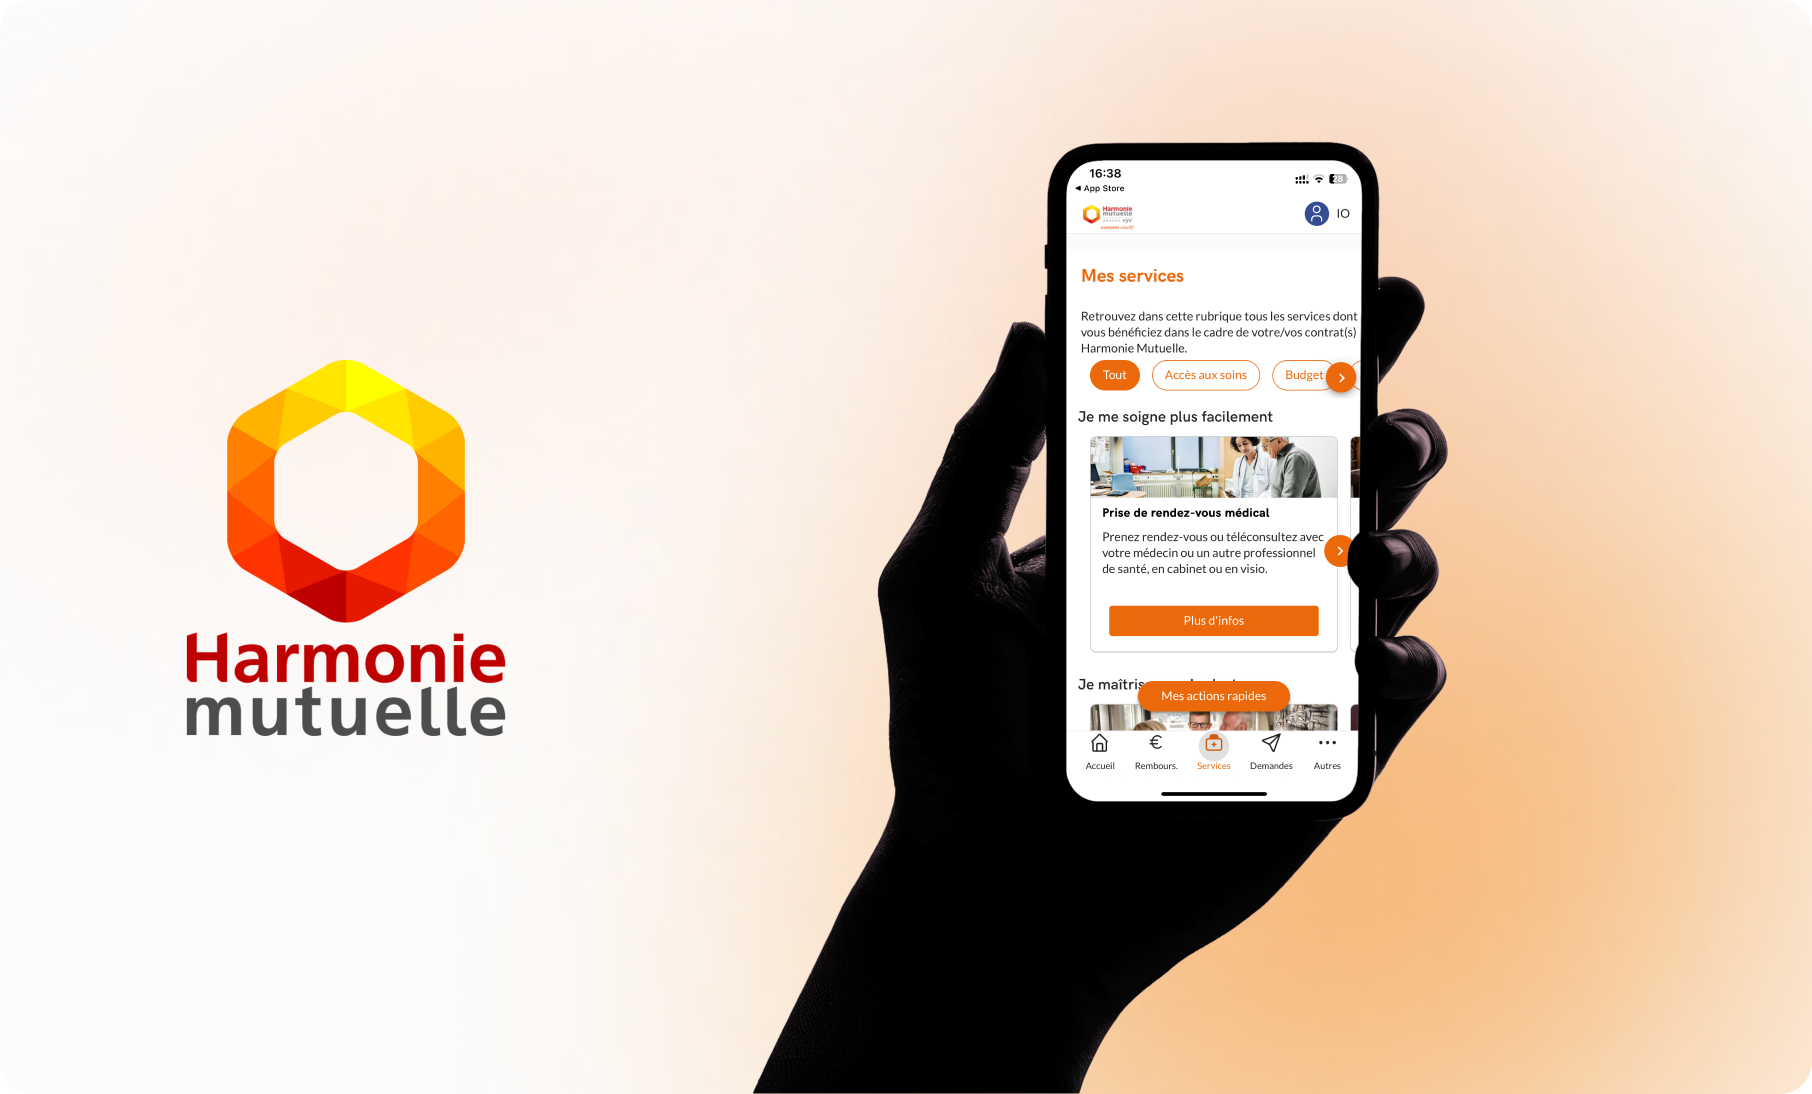 Harmonie
mutuelle
16:38
App Store
28
Harmonie
mutuelle
IO
Mes services
Retrouvez dans cette rubrique tous les services dont
vous bénéficiez dans le cadre de votre/vos contrat(s)
Harmonie Mutuelle.
Tout
Accès aux soins
Budget
Je me soigne plus facilement
Prise de rendez-vous médical
Prenez rendez-vous ou téléconsultez avec
votre médecin ou un autre professionnel
de santé, en cabinet ou en visio.
Plus d'infos
Je maîtris
Mes actions rapides
Accueil
Rembours.
Services
Demandes
Autres